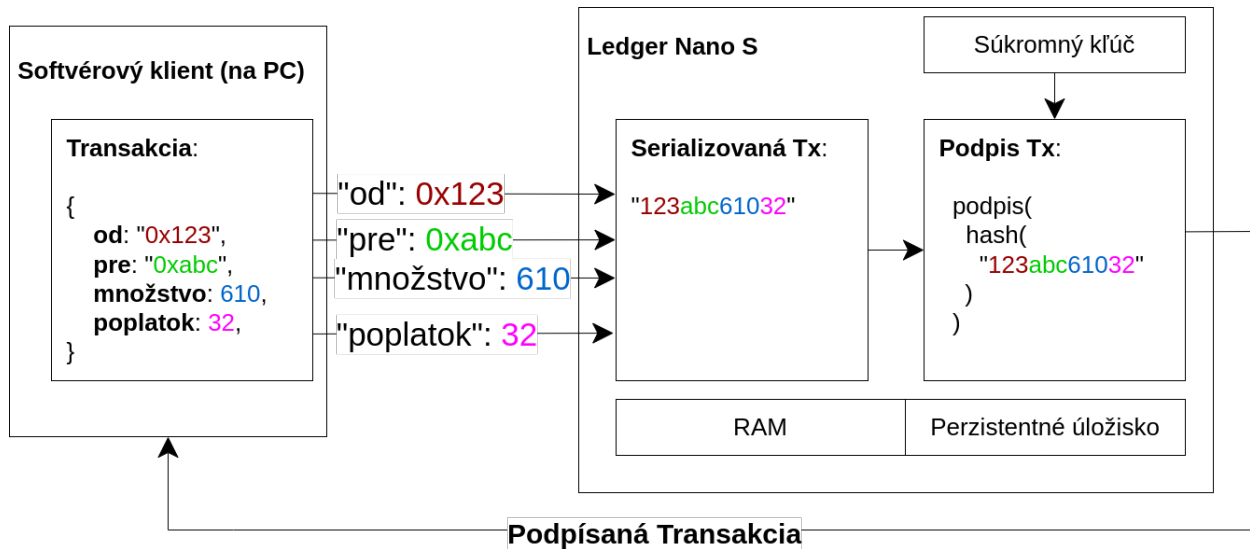 Softvérový klient (na PC)
Transakcia:
{
od: "0x123",
pre: "0xabc",
množstvo: 610,
poplatok: 32,
}
"od": 0x123
"pre": 0xabc
"množstvo": 610
"poplatok": 32
Ledger Nano S
Súkromný kľúč
Serializovaná Tx:
"123abc61032"
Podpis Tx:
podpis(
hash(
"123abc61032"
)
)
RAM
Perzistentné úložisko
Podpísaná Transakcia